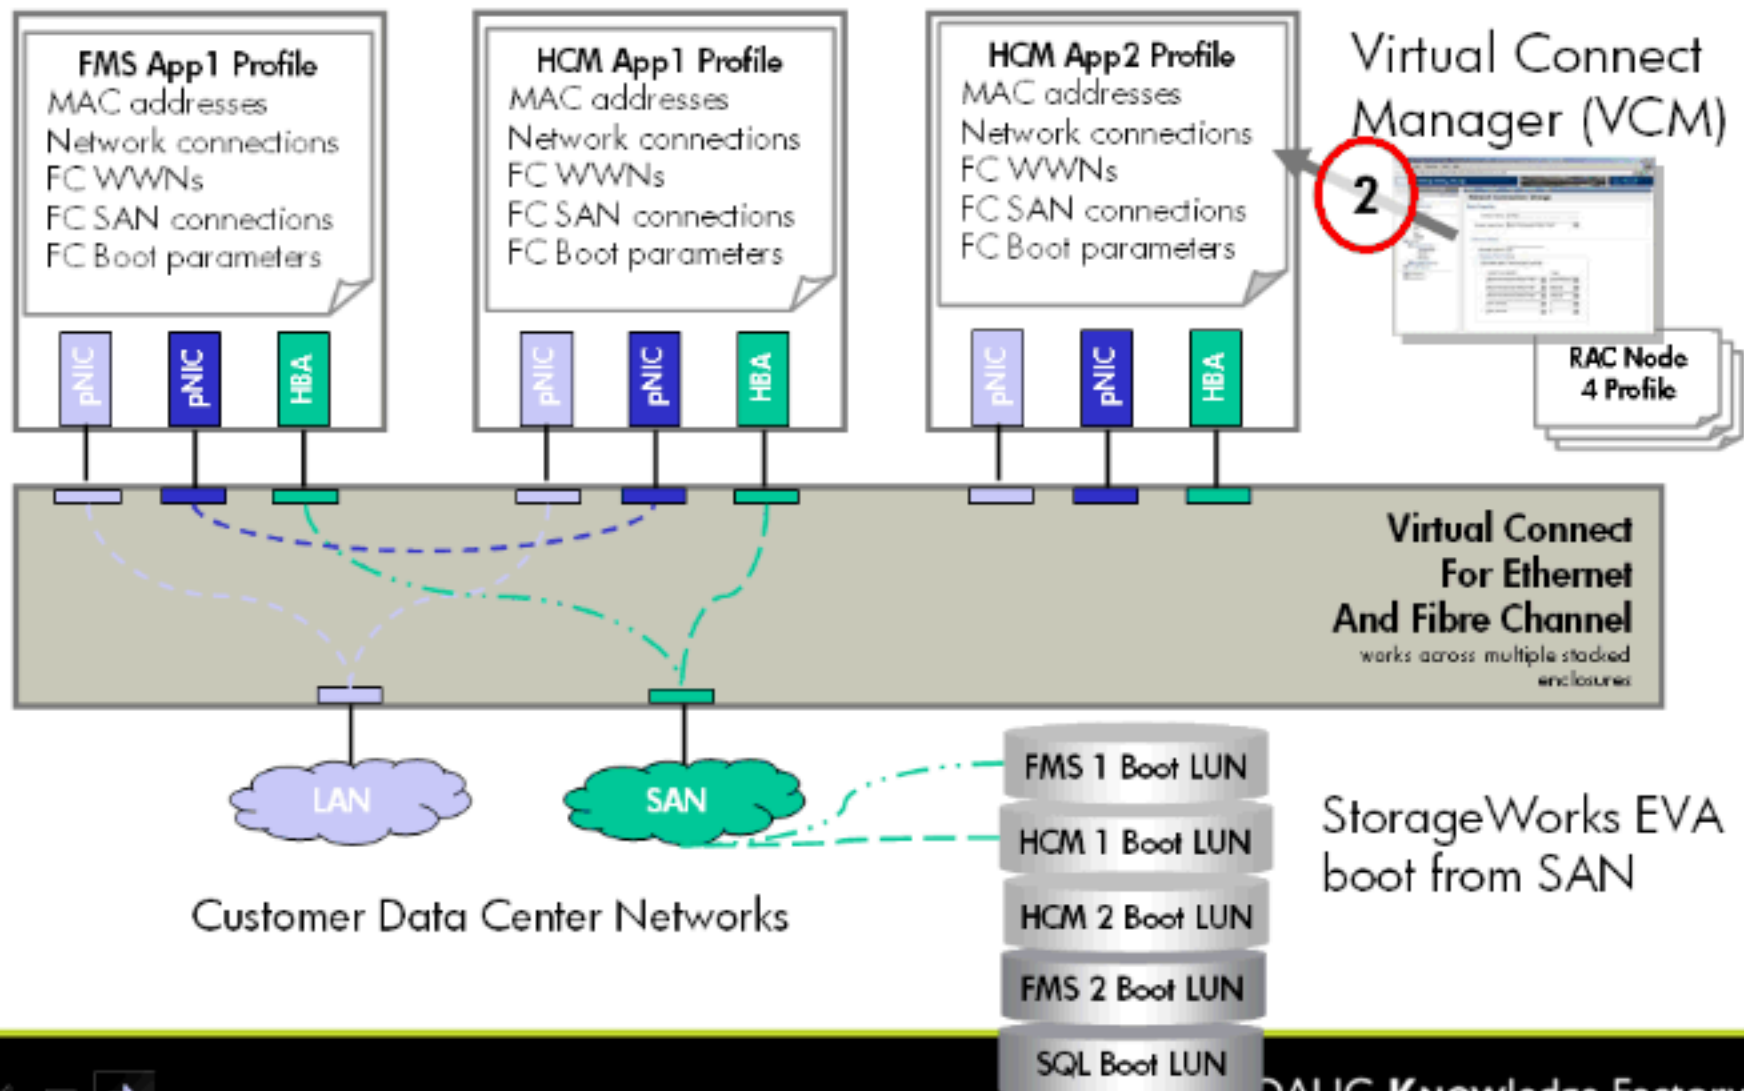 FMS App1 Profile
MAC addresses
Network connections
FC WWNs
FC SAN connections
FC Boot parameters
pNIC
pNIC
HBA
HCM App1 Profile
MAC addresses
Network connections
FC WWNs
FC SAN connections
FC Boot parameters
pNIC
pNIC
HBA
HCM App2 Profile
MAC addresses
Network connections
FC WWNs
FC SAN connections
FC Boot parameters
pNIC
pNIC
HBA
Virtual Connect
Manager (VCM)
2
RAC Node
4 Profile
Virtual Connect
For Ethernet
And Fibre Channel
works across multiple stacked
enclosures
LAN
SAN
Customer Data Center Networks
FMS 1 Boot LUN
HCM 1 Boot LUN
HCM 2 Boot LUN
FMS 2 Boot LUN
SQL Boot LUN
StorageWorks EVA
boot from SAN
Knowledge Factory